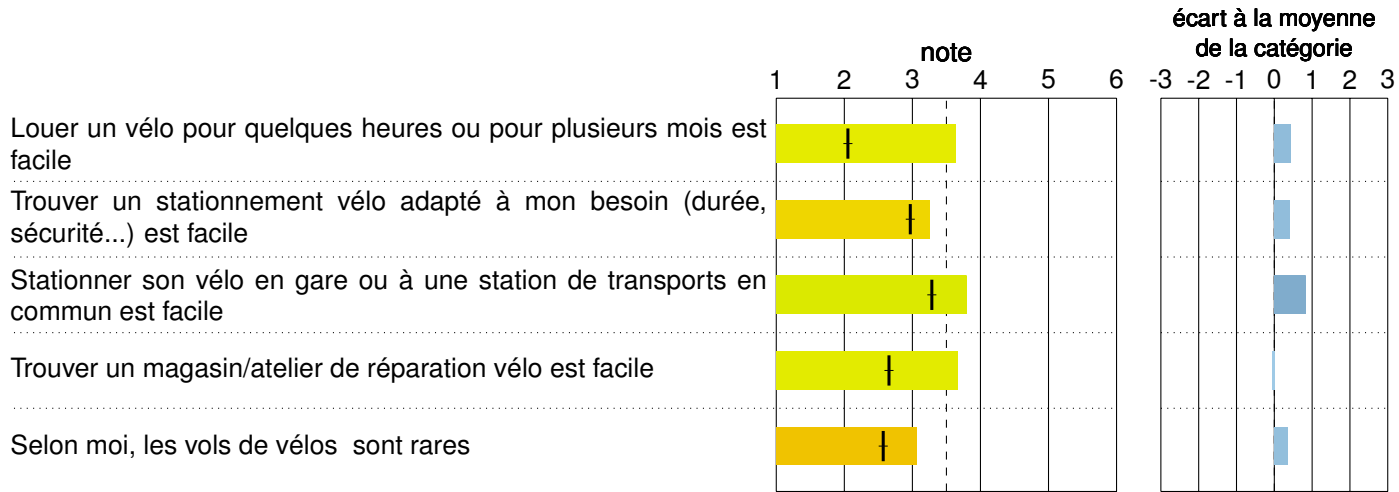 écart à la moyenne
note
de la catégorie
1 2 3 4 5 6 -3 -2 -1 0 1 2 3
Louer un vélo pour quelques heures ou pour plusieurs mois est
facile
Trouver un stationnement vélo adapté à mon besoin (durée,
sécurité...) est facile
Stationner son vélo en gare ou à une station de transports en
commun est facile
Trouver un magasin/atelier de réparation vélo est facile
Selon moi, les vols de vélos sont rares